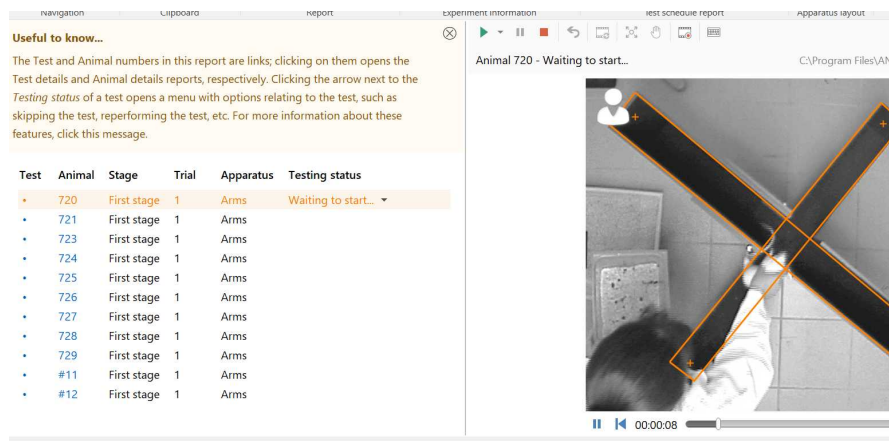 Navigation Clipboard Report Experiment Information Test schedule report Apparatus layout
Useful to know...
The Test and Animal numbers in this report are links; clicking on them opens the
Test details and Animal details reports, respectively. Clicking the arrow next to the
Testing status of a test opens a menu with options relating to the test, such as
skipping the test, reperforming the test, etc. For more information about these
features, click this message.
Test Animal Stage Trial Apparatus Testing status
720 First stage 1 Arms Waiting to start...
721 First stage 1 Arms
723 First stage 1 Arms
724 First stage 1 Arms
725 First stage 1 Arms
726 First stage 1 Arms
727 First stage 1 Arms
728 First stage 1 Arms
729 First stage 1 Arms
#11 First stage 1 Arms
#12 First stage 1 Arms
Animal 720 - Waiting to start...
C:\Program Files\AN
00:00:08